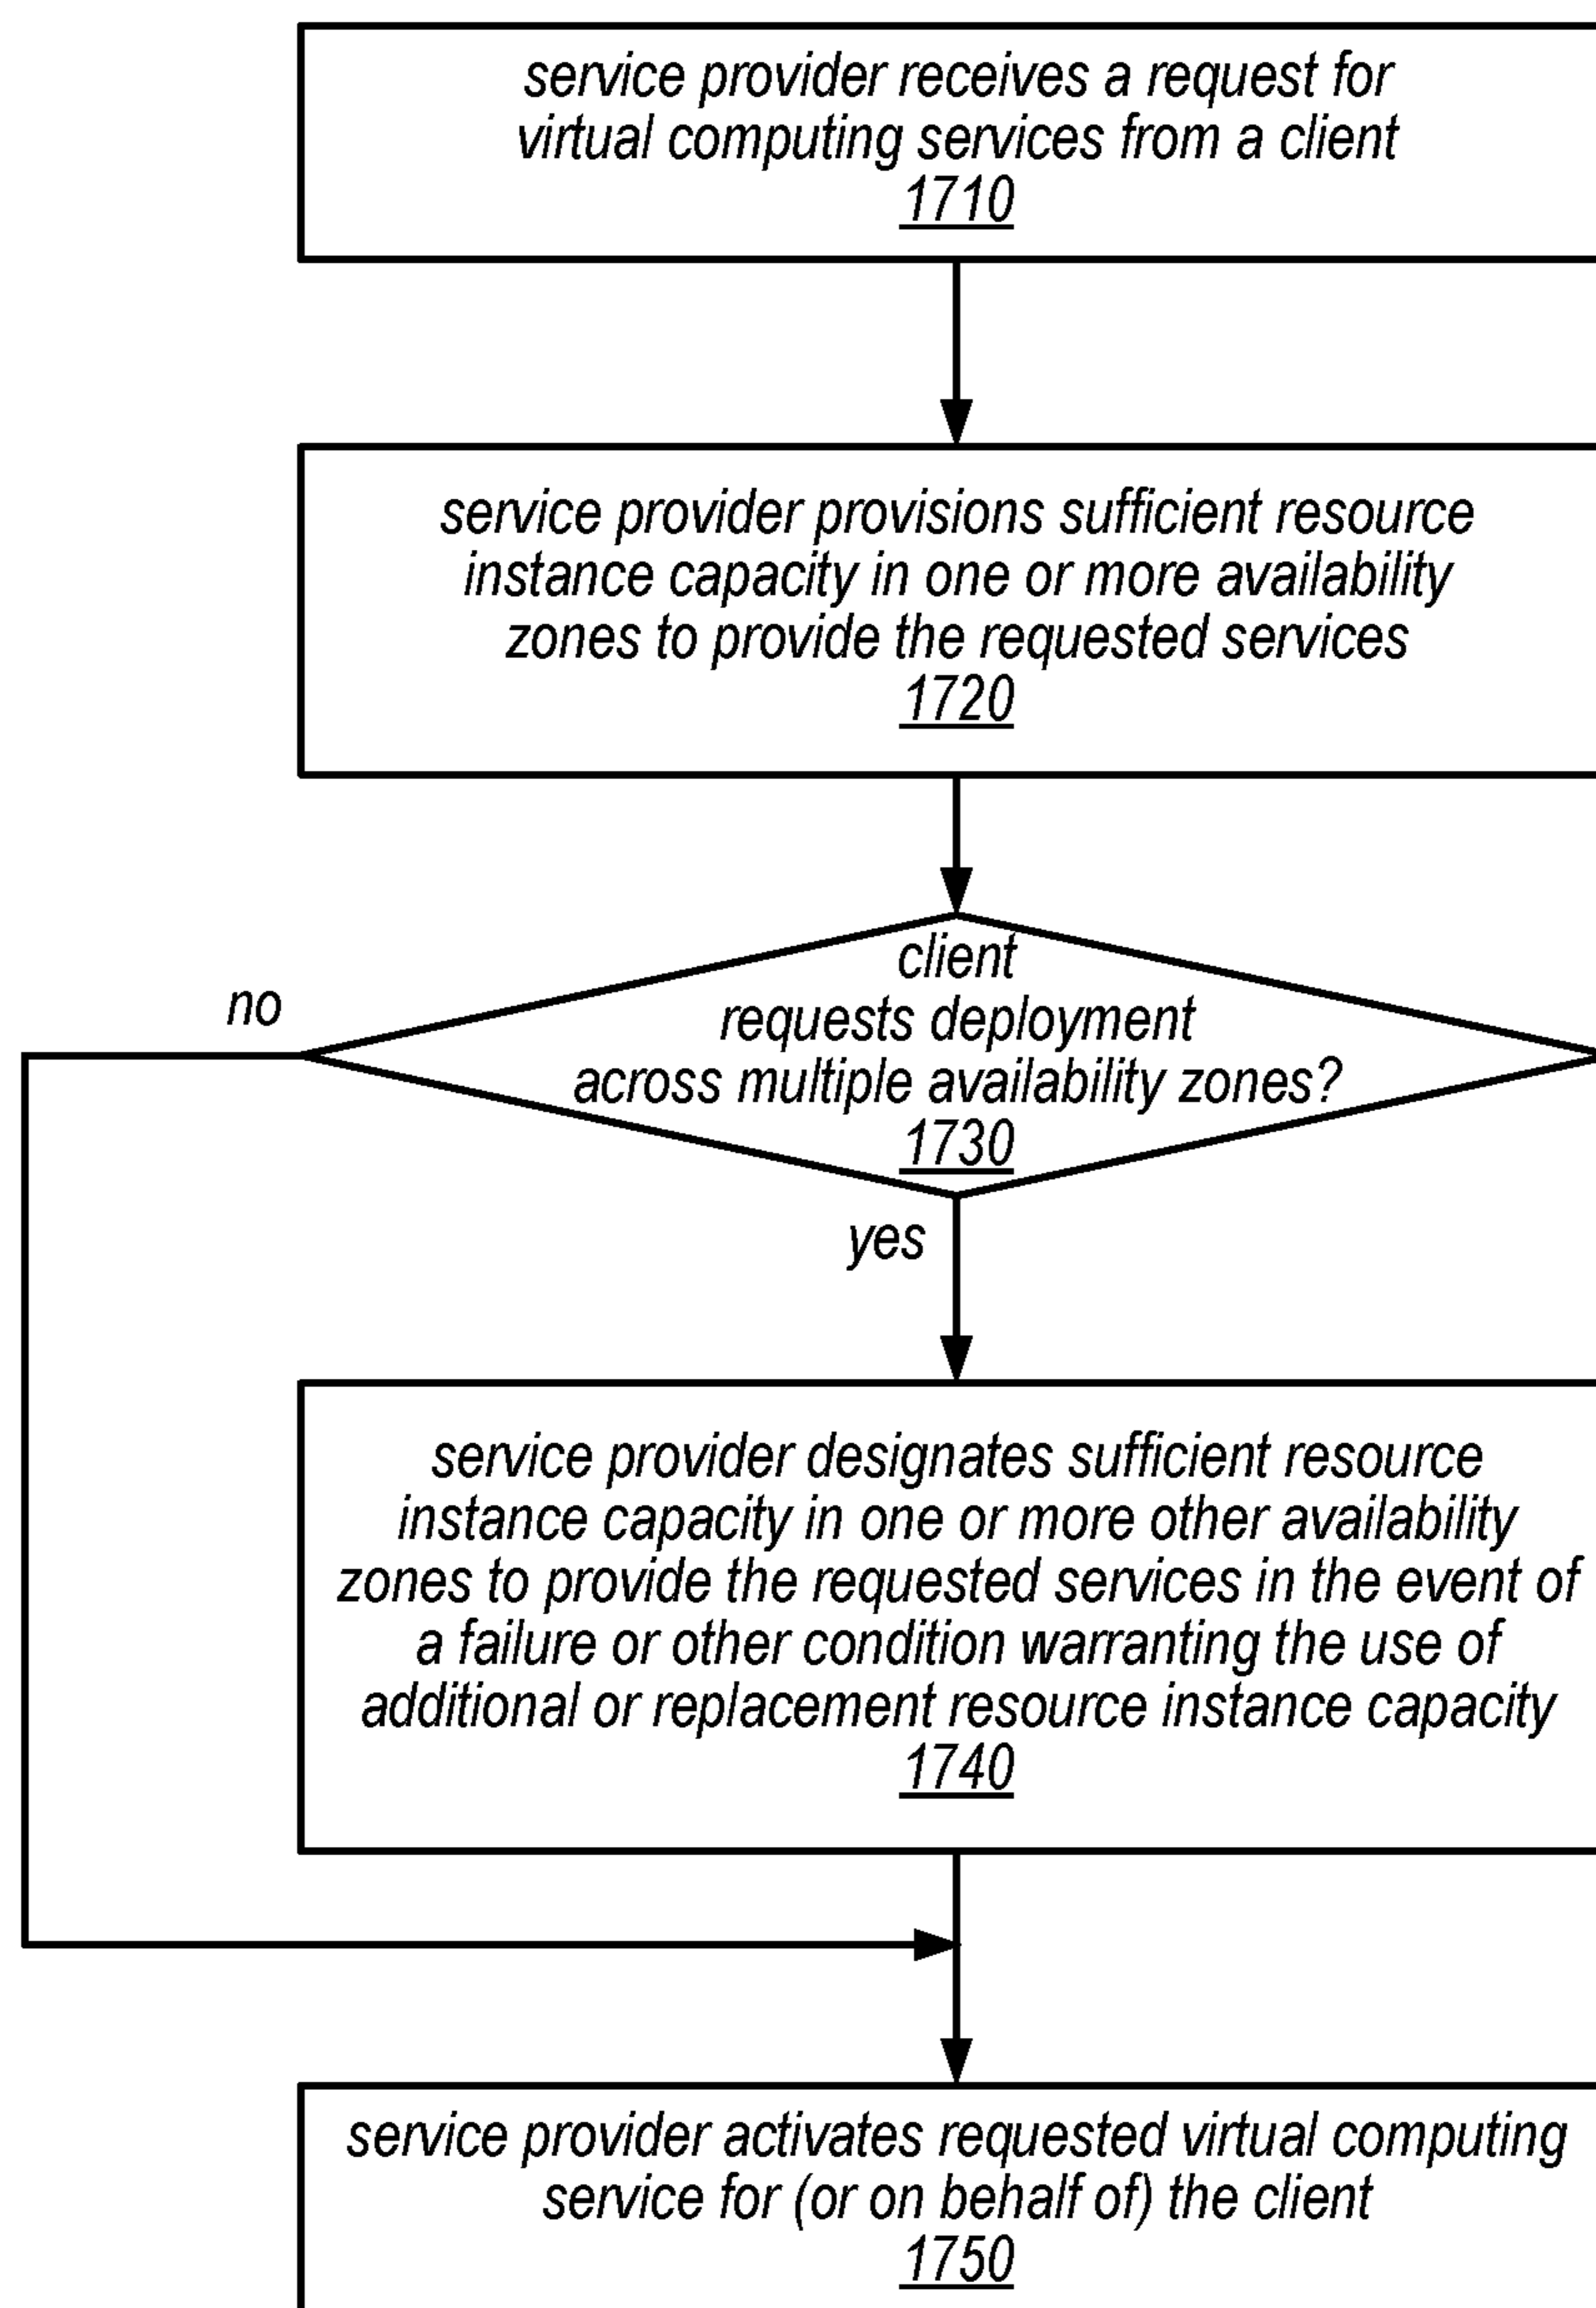 service provider receives a request for
virtual computing services from a client
1710
service provider provisions sufficient resource
instance capacity in one or more availability
zones to provide the requested services
1720
client
requests deployment
across multiple availability zones?
1730
no
yes
service provider designates sufficient resource
instance capacity in one or more other availability
zones to provide the requested services in the event of
a failure or other condition warranting the use of
additional or replacement resource instance capacity
1740
service provider activates requested virtual computing
service for (or on behalf of) the client
1750